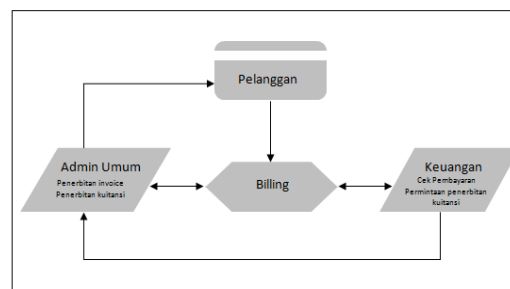 Pelanggan
Admin Umum
Penerbitan invoice
Penerbitan kuitansi
Billing
Keuangan
Cek Pembayaran
Permintaan penerbitan
kuitansi